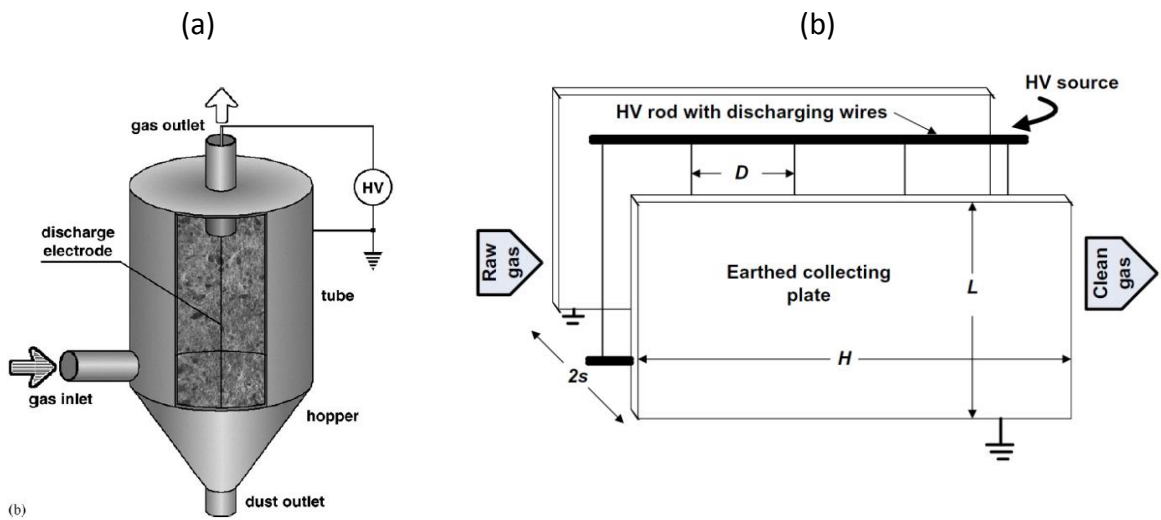 (a)
(b)
gas outlet
HV
discharge
electrode
tube
gas inlet
hopper
dust outlet
(b)
HV source
HV rod with discharging wires
D
Raw
gas
Earthed collecting
plate
L
Clean
gas
H
2s